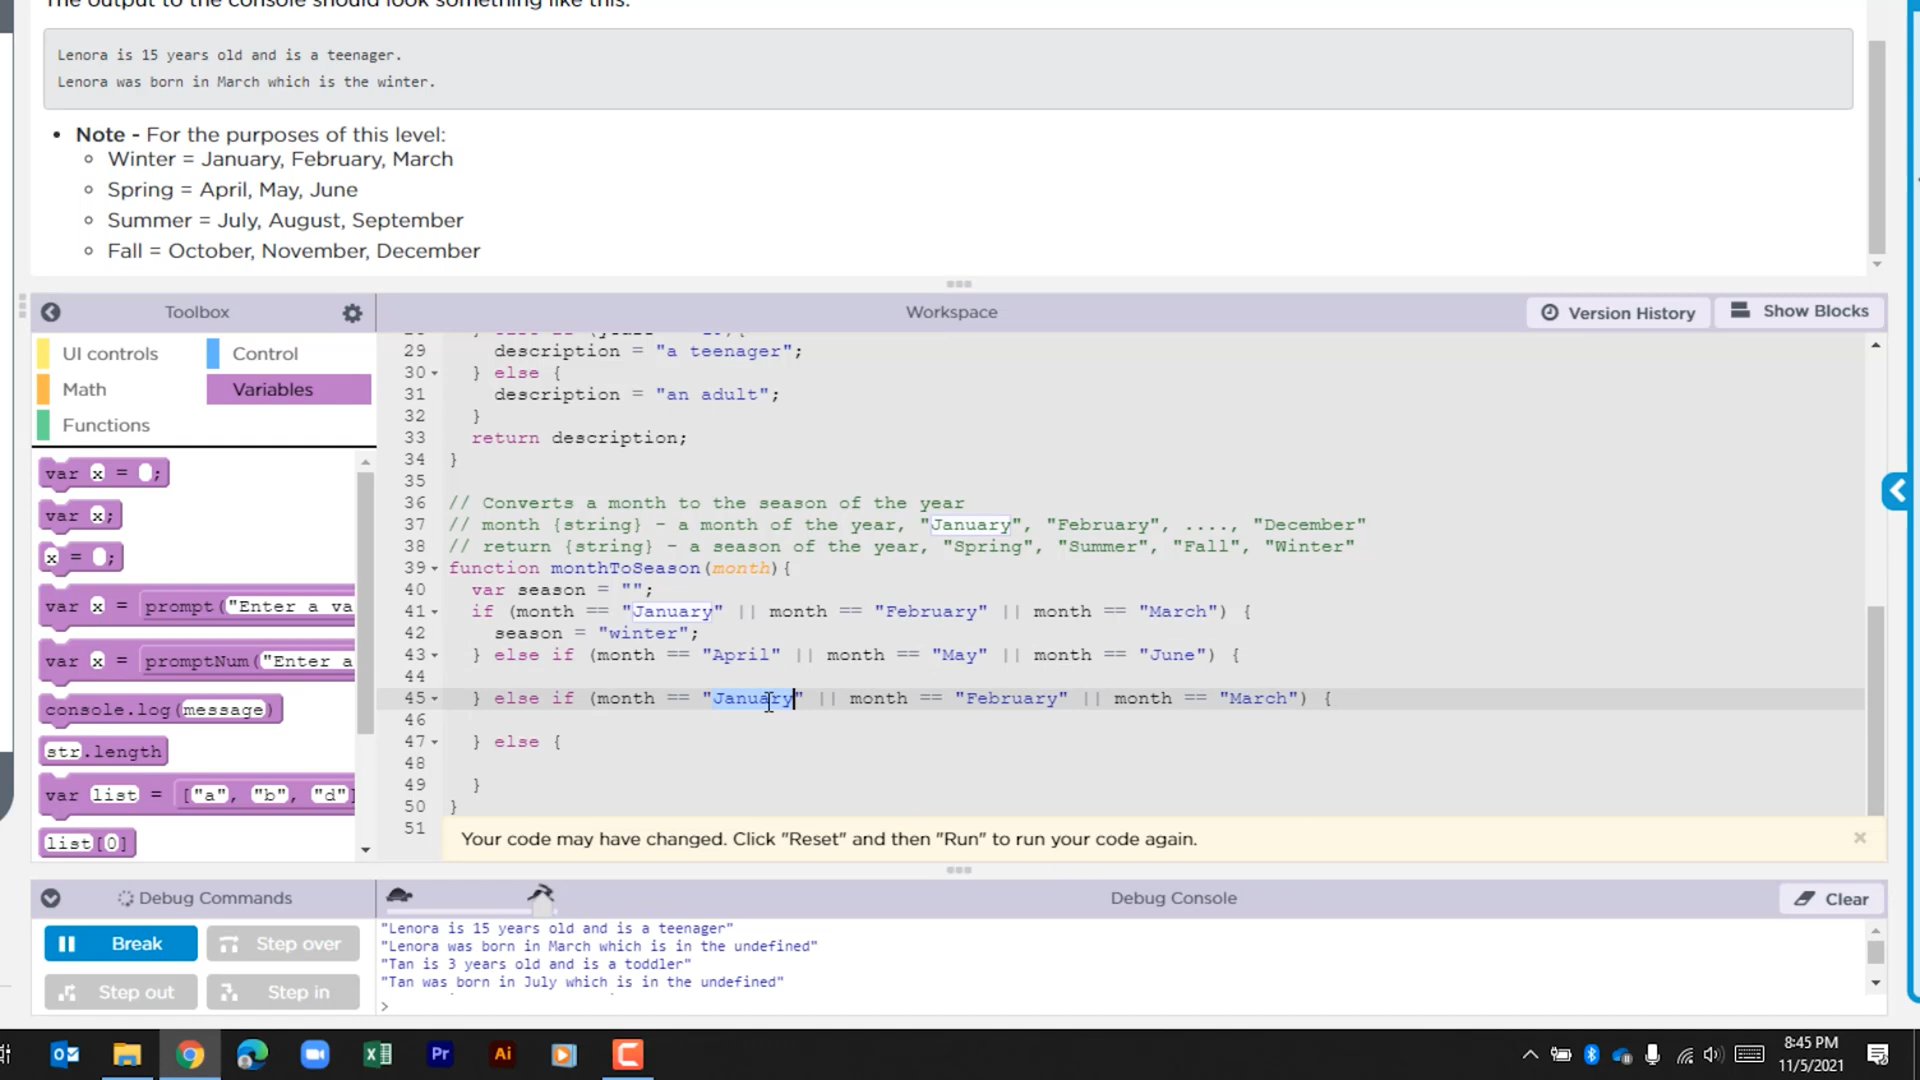 The output to the console should look something like this:
Lenora is 15 years old and is a teenager.
Lenora was born in March which is the winter.
Note - For the purposes of this level:
Winter = January, February, March
Spring = April, May, June
Summer = July, August, September
Fall = October, November, December
Toolbox
Workspace
Version History
Show Blocks
UI controls
Control
Math
Variables
Functions
var x = ;
var x;
x = ;
var x = prompt("Enter a va
var x = promptNum("Enter a
console.log(message)
str.length
var list = ["a", "b", "d"]
list[0]
29 description = "a teenager";
30 } else {
31 description = "an adult";
32 }
33 return description;
34 }
35
36 // Converts a month to the season of the year
37 // month {string} - a month of the year, "January", "February", ...., "December"
38 // return {string} - a season of the year, "Spring", "Summer", "Fall", "Winter"
39 function monthToSeason(month){
40 var season = "";
41 if (month == "January" || month == "February" || month == "March") {
42 season = "winter";
43 } else if (month == "April" || month == "May" || month == "June") {
44
45 } else if (month == "January" || month == "February" || month == "March") {
46
47 } else {
48
49 }
50 }
51
Your code may have changed. Click "Reset" and then "Run" to run your code again.
Debug Commands
Debug Console
Clear
Break
Step over
Step out
Step in
"Lenora is 15 years old and is a teenager"
"Lenora was born in March which is in the undefined"
"Tan is 3 years old and is a toddler"
"Tan was born in July which is in the undefined"
>
Pr
Ai
8:45 PM
11/5/2021